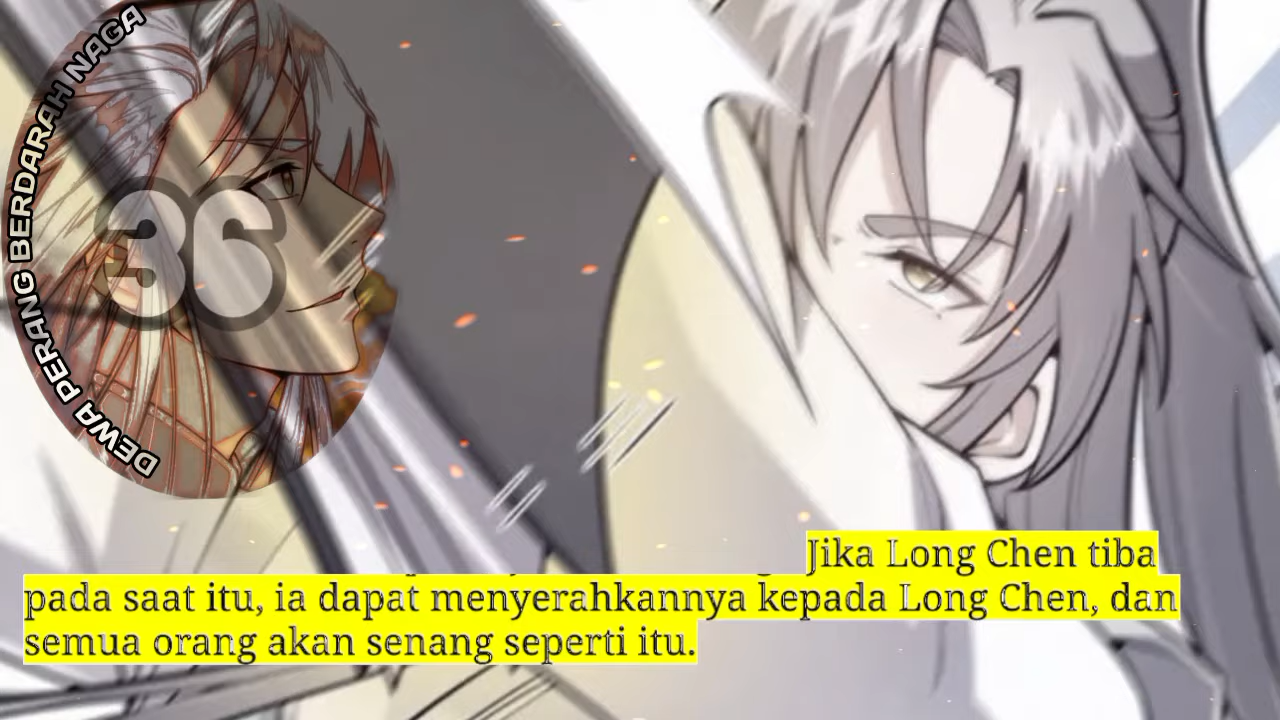 DEWA PERANG BERDARAH NAGA
36
Jika Long Chen tiba
pada saat itu, ia dapat menyerahkannya kepada Long Chen, dan
semua orang akan senang seperti itu.